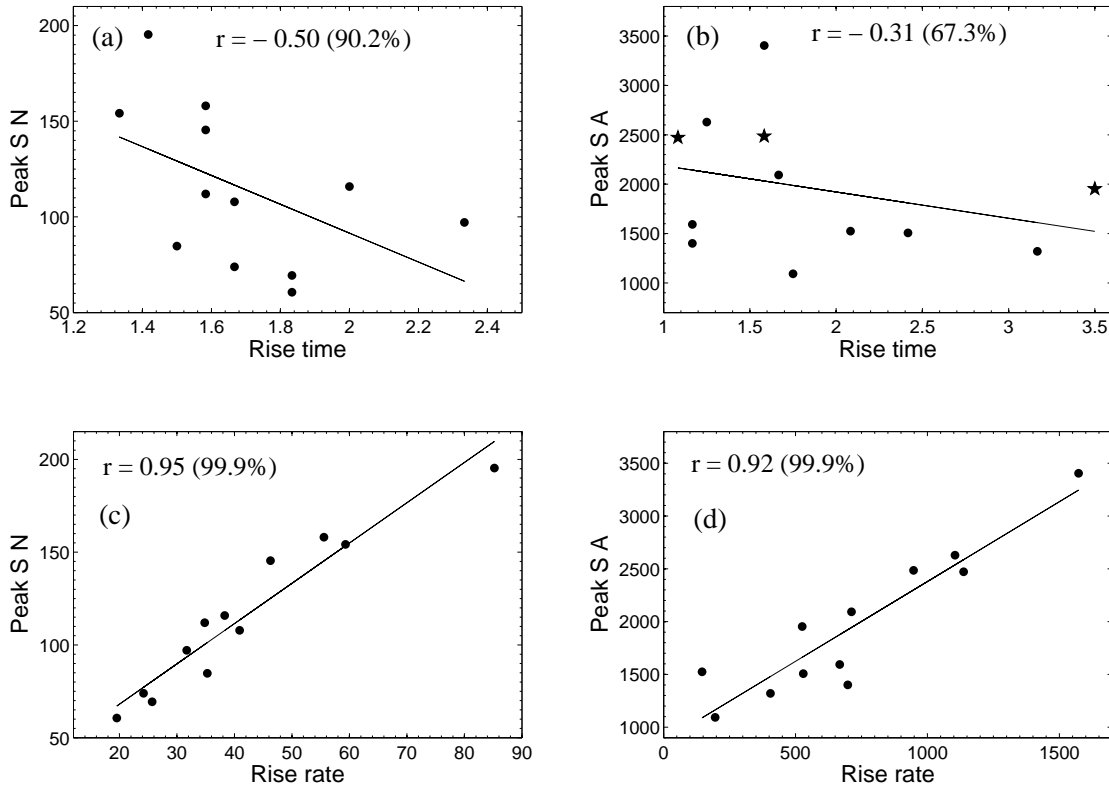 (a)
r = − 0.50 (90.2%)
200
150
100
50
Peak S N
1.2 1.4 1.6 1.8 2 2.2 2.4
Rise time
(b)
r = − 0.31 (67.3%)
3500
3000
2500
2000
1500
1000
Peak S A
1 1.5 2 2.5 3 3.5
Rise time
r = 0.95 (99.9%)
(c)
200
150
100
50
Peak S N
20 30 40 50 60 70 80 90
Rise rate
r = 0.92 (99.9%)
(d)
3500
3000
2500
2000
1500
1000
Peak S A
0 500 1000 1500
Rise rate